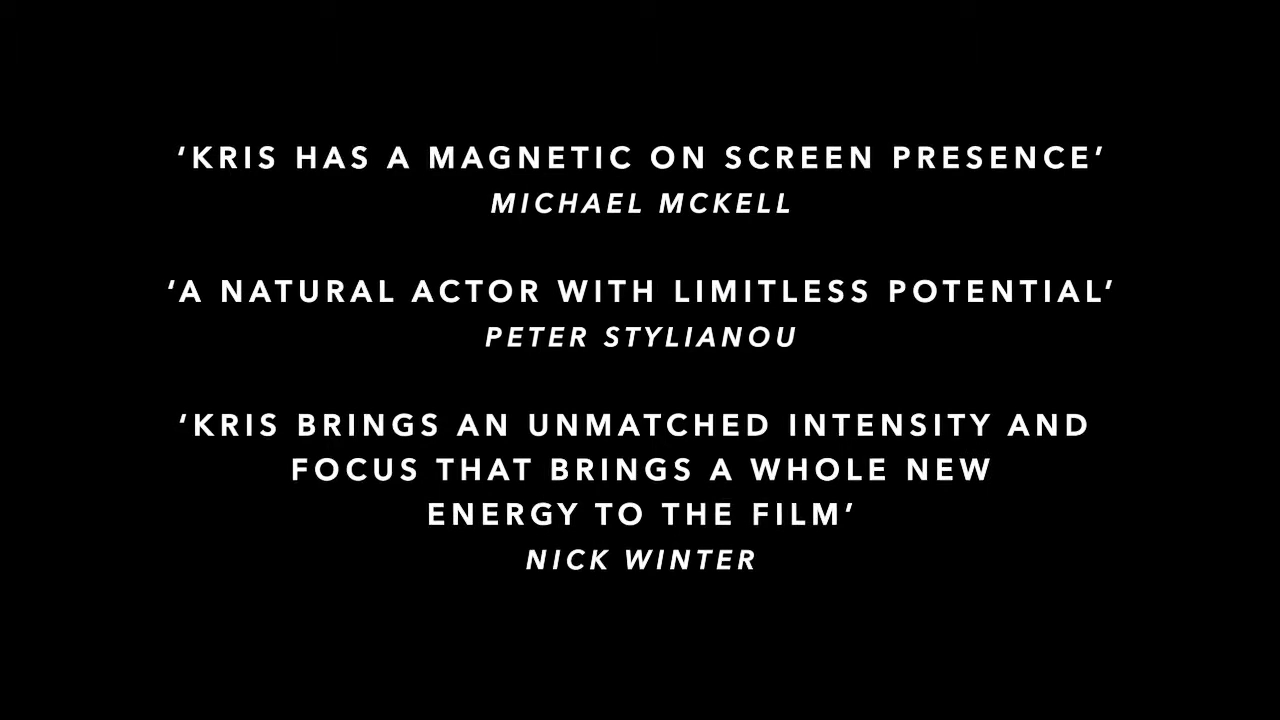 ‘KRIS HAS A MAGNETIC ON SCREEN PRESENCE’
MICHAEL MCKELL
‘A NATURAL ACTOR WITH LIMITLESS POTENTIAL’
PETER STYLIANOU
‘KRIS BRINGS AN UNMATCHED INTENSITY AND
FOCUS THAT BRINGS A WHOLE NEW
ENERGY TO THE FILM’
NICK WINTER